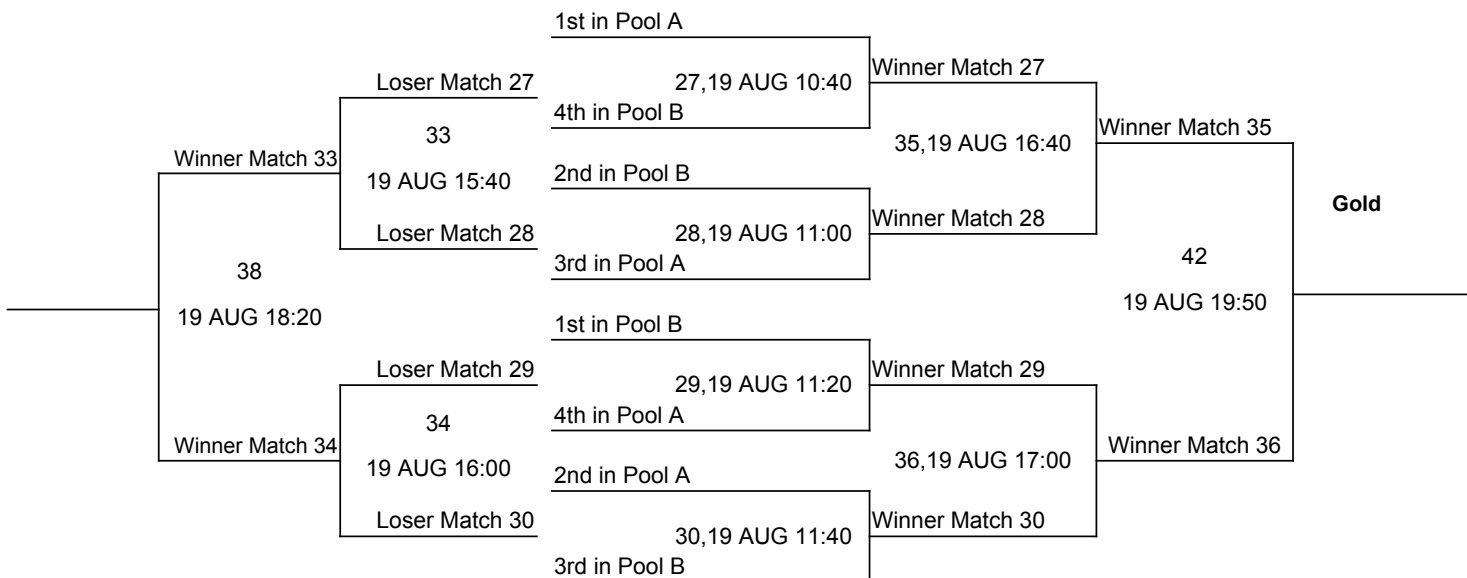 1st in Pool A
Winner Match 27
Loser Match 27
27,19 AUG 10:40
4th in Pool B
Winner Match 35
33
35,19 AUG 16:40
Winner Match 33
19 AUG 15:40
2nd in Pool B
Gold
Winner Match 28
Loser Match 28
28,19 AUG 11:00
3rd in Pool A
42
38
19 AUG 19:50
19 AUG 18:20
1st in Pool B
Loser Match 29
Winner Match 29
29,19 AUG 11:20
4th in Pool A
34
Winner Match 34
Winner Match 36
36,19 AUG 17:00
19 AUG 16:00
2nd in Pool A
Loser Match 30
Winner Match 30
30,19 AUG 11:40
3rd in Pool B